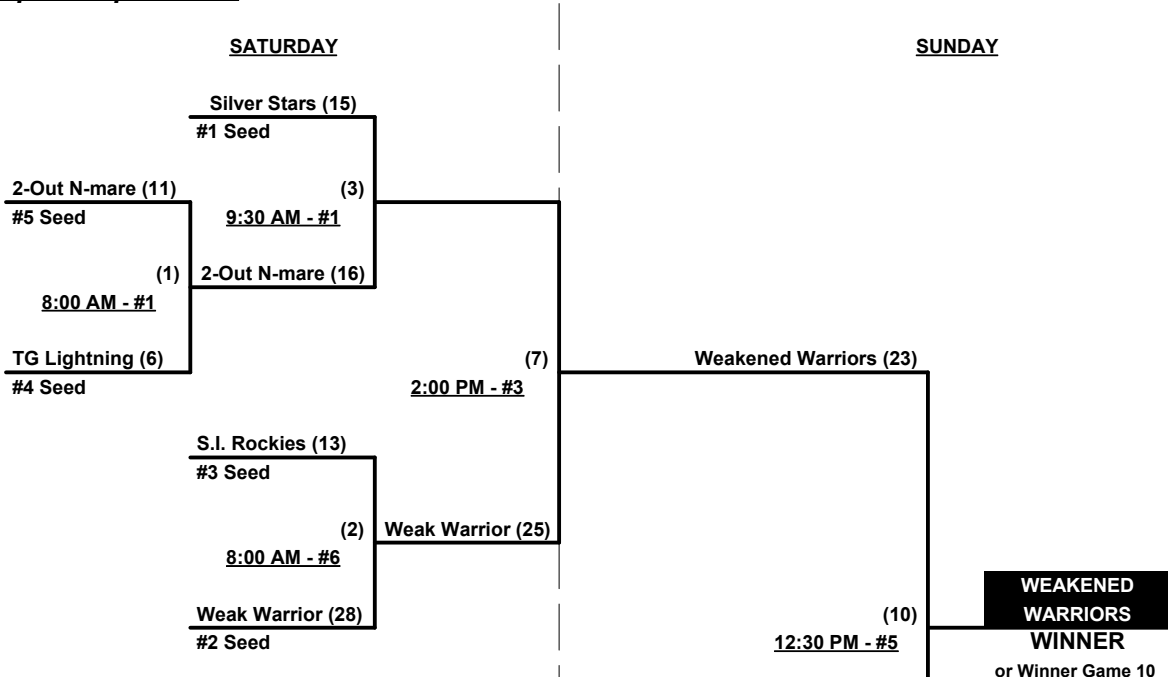 SATURDAY
SUNDAY
Silver Stars (15)
#1 Seed
2-Out N-mare (11)
(3)
#5 Seed
9:30 AM - #1
(1)
2-Out N-mare (16)
8:00 AM - #1
TG Lightning (6)
(7)
Weakened Warriors (23)
#4 Seed
2:00 PM - #3
S.I. Rockies (13)
#3 Seed
(2)
Weak Warrior (25)
8:00 AM - #6
WEAKENED
WARRIORS
Weak Warrior (28)
(10)
#2 Seed
12:30 PM - #5
WINNER
or Winner Game 10